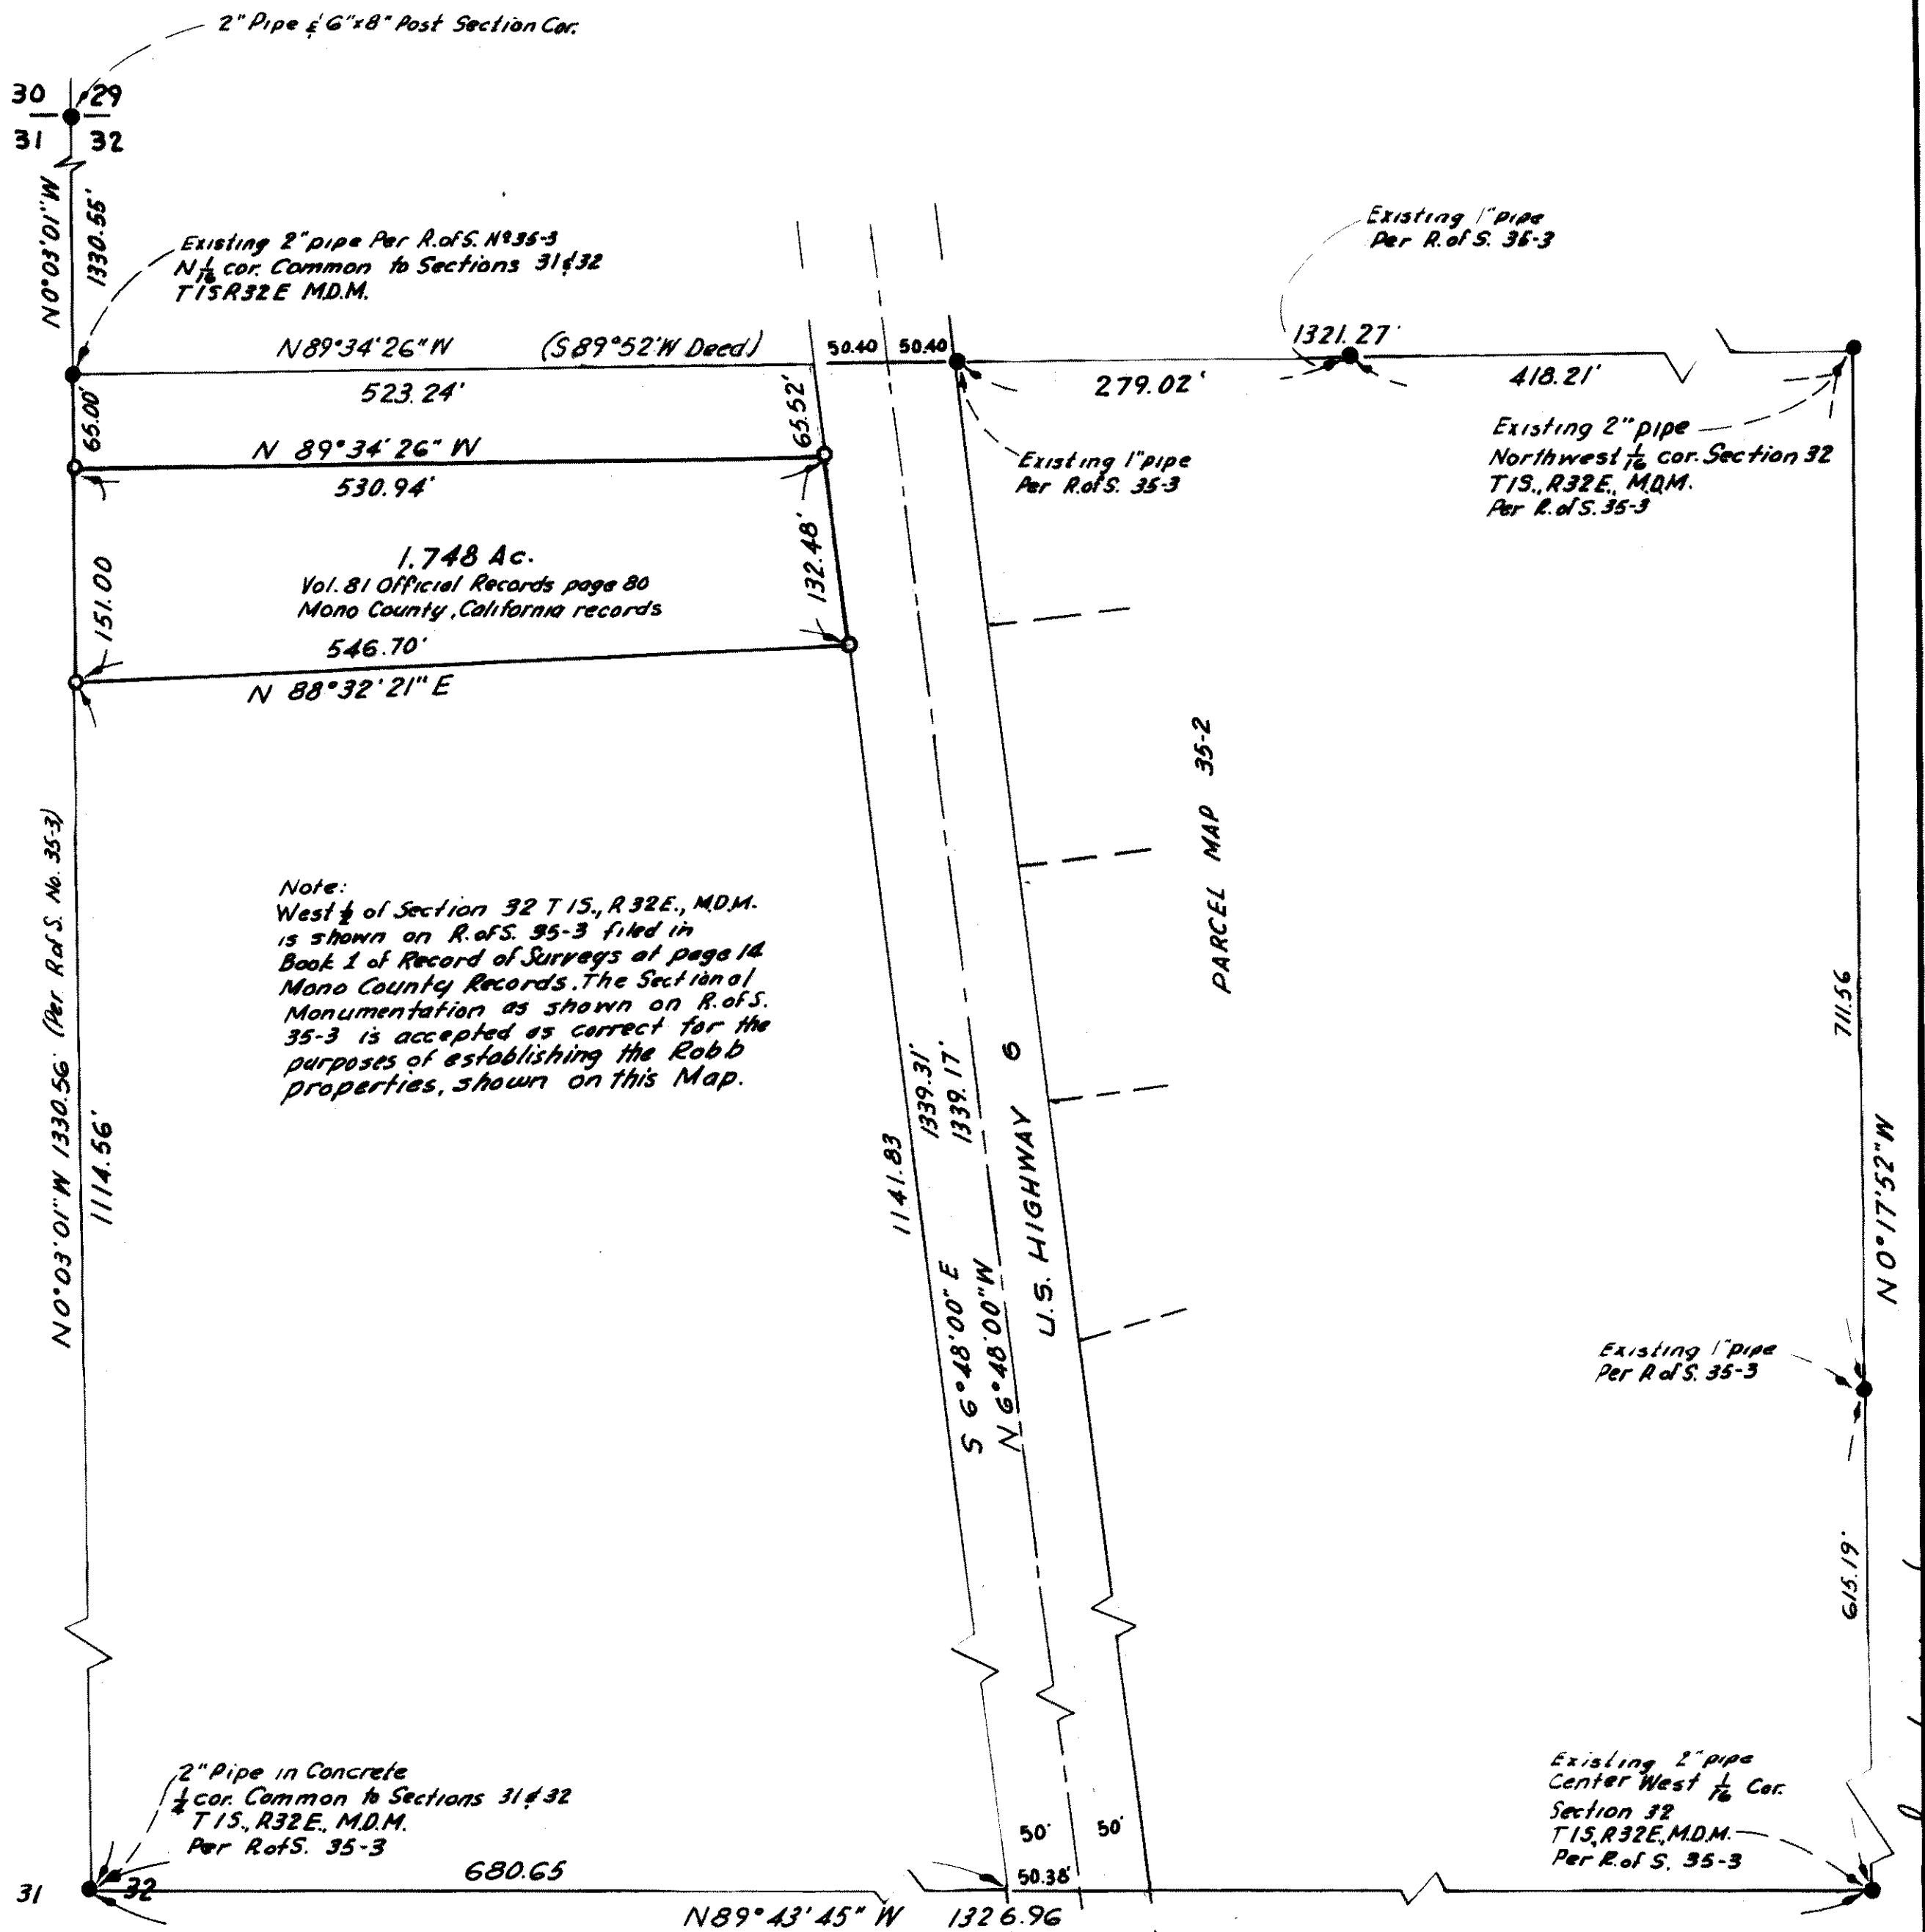 2" Pipe & 6"x8" Post Section Cor.
30 29
31 32
N0°03'01"W
1330.55'
Existing 2" pipe Per R.ofS. Nº35-3
N 1/16 cor. Common to Sections 31&32
T1SR32E M.D.M.
Existing 1" pipe
Per R.of S. 35-3
N89°34'26"W (S89°52'W Deed)
50.40 50.40
1321.27'
523.24'
279.02'
418.21'
65.00'
65.52'
N 89°34'26" W
530.94'
Existing 1" pipe
Per R.ofS. 35-3
Existing 2" pipe
Northwest 1/16 cor. Section 32
T1S., R32E., M.D.M.
Per R.of S. 35-3
151.00
132.48'
1.748 Ac.
Vol. 81 Official Records page 80
Mono County, California records
546.70'
N 88°32'21" E
PARCEL MAP 35-2
Note:
West 1/2 of Section 32 T1S., R32E., M.D.M.
is shown on R.ofS. 35-3 filed in
Book 1 of Record of Surveys at page 14
Mono County Records. The Sectional
Monumentation as shown on R.ofS.
35-3 is accepted as correct for the
purposes of establishing the Robb
properties, shown on this Map.
N0°03'01"W 1330.56' (Per R.ofS. No. 35-3)
1114.56'
1141.83
S 6°48'00" E 1339.31'
N 6°48'00"W 1339.17'
U.S. HIGHWAY 6
711.56
N0°17'52"W
Existing 1" pipe
Per R.ofS. 35-3
615.19'
2" Pipe in Concrete
1/4 cor. Common to Sections 31&32
T1S., R32E., M.D.M.
Per R.ofS. 35-3
Existing 2" pipe
Center West 1/16 Cor.
Section 32
T1S, R32E, M.D.M.
Per R.of S. 35-3
50' 50'
31 32
680.65
50.38'
N89°43'45" W 1326.96